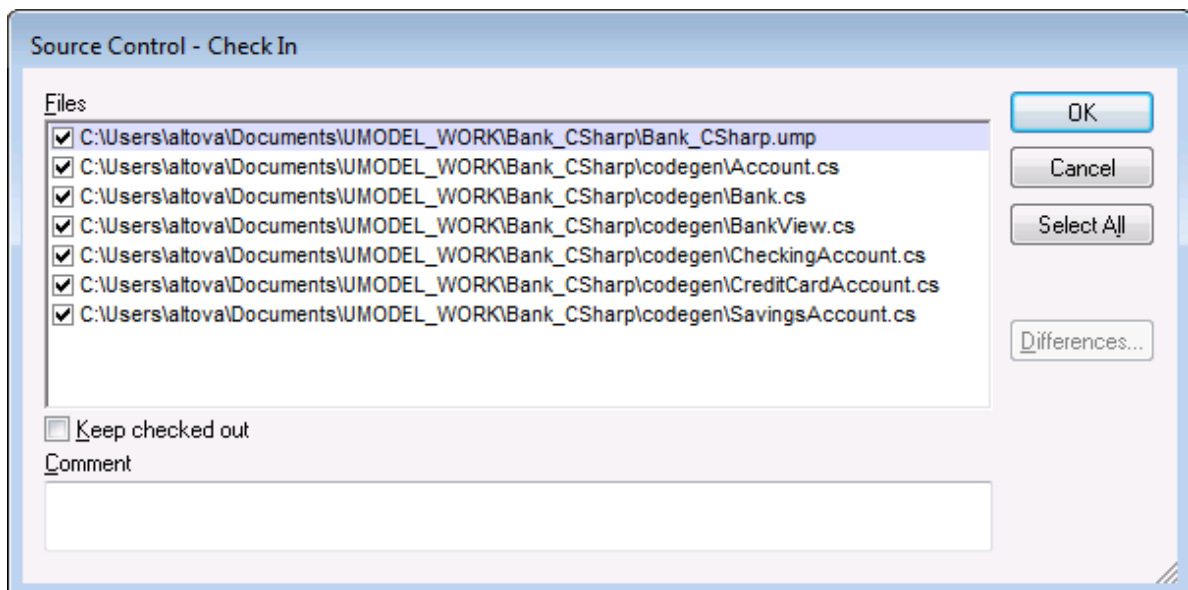 Source Control - Check In
Files
C:\Users\altova\Documents\UMODEL_WORK\Bank_CSharp\Bank_CSharp.ump
C:\Users\altova\Documents\UMODEL_WORK\Bank_CSharp\codegen\Account.cs
C:\Users\altova\Documents\UMODEL_WORK\Bank_CSharp\codegen\Bank.cs
C:\Users\altova\Documents\UMODEL_WORK\Bank_CSharp\codegen\BankView.cs
C:\Users\altova\Documents\UMODEL_WORK\Bank_CSharp\codegen\CheckingAccount.cs
C:\Users\altova\Documents\UMODEL_WORK\Bank_CSharp\codegen\CreditCardAccount.cs
C:\Users\altova\Documents\UMODEL_WORK\Bank_CSharp\codegen\SavingsAccount.cs
Keep checked out
Comment
OK
Cancel
Select All
Differences...